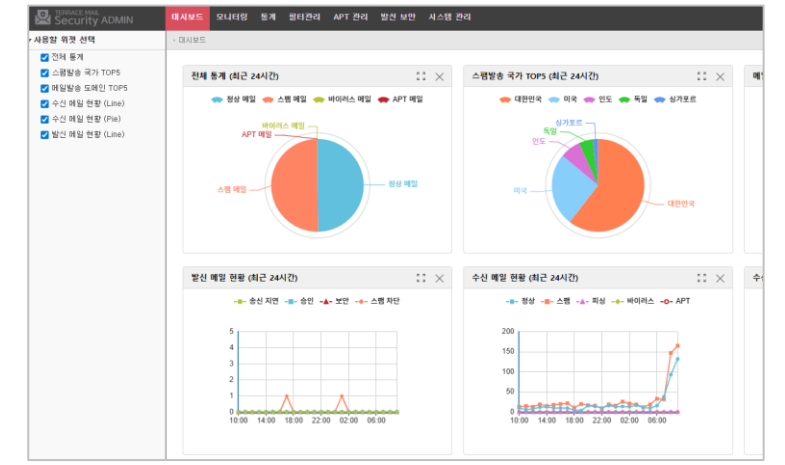 TERRACE MAIL
Security ADMIN
대시보드 모니터링 통계 필터관리 APT 관리 발신 보안 시스템 관리
사용할 위젯 선택
대시보드
전체 통계
스팸발송 국가 TOP5
메일발송 도메인 TOP5
수신 메일 현황 (Line)
수신 메일 현황 (Pie)
발신 메일 현황 (Line)
전체 통계 (최근 24시간)
정상 메일 스팸 메일 바이러스 메일 APT 메일
바이러스 메일
APT 메일
스팸 메일
정상 메일
스팸발송 국가 TOP5 (최근 24시간)
대한민국 미국 인도 독일 싱가포르
싱가포르
독일
인도
미국
대한민국
발신 메일 현황 (최근 24시간)
송신 지연 승인 보안 스팸 차단
5
4
3
2
1
0
10:00 14:00 18:00 22:00 02:00 06:00
수신 메일 현황 (최근 24시간)
정상 스팸 피싱 바이러스 APT
200
150
100
50
0
10:00 14:00 18:00 22:00 02:00 06:00